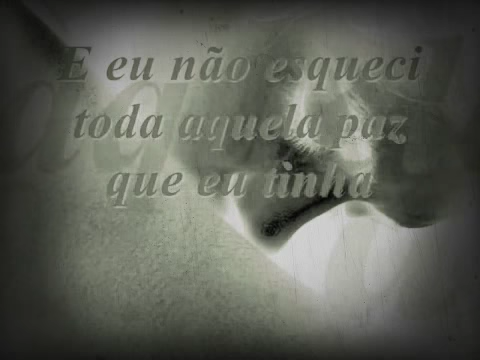 E eu não esqueci
toda aquela paz
que eu tinha